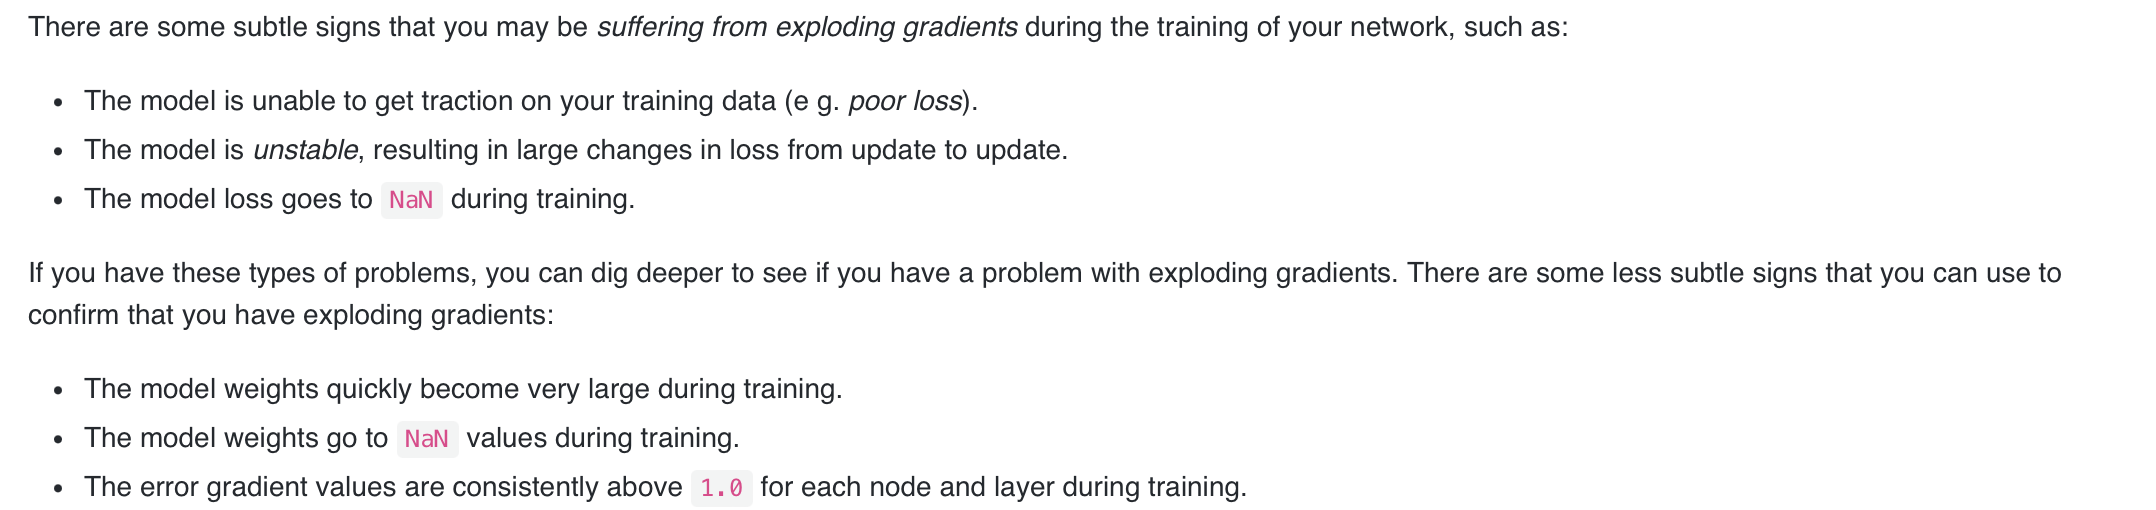 There are some subtle signs that you may be suffering from exploding gradients during the training of your network, such as:
• The model is unable to get traction on your training data (e g. poor loss).
• The model is unstable, resulting in large changes in loss from update to update.
• The model loss goes to NaN during training.
If you have these types of problems, you can dig deeper to see if you have a problem with exploding gradients. There are some less subtle signs that you can use to
confirm that you have exploding gradients:
• The model weights quickly become very large during training.
• The model weights go to NaN values during training.
• The error gradient values are consistently above 1.0 for each node and layer during training.